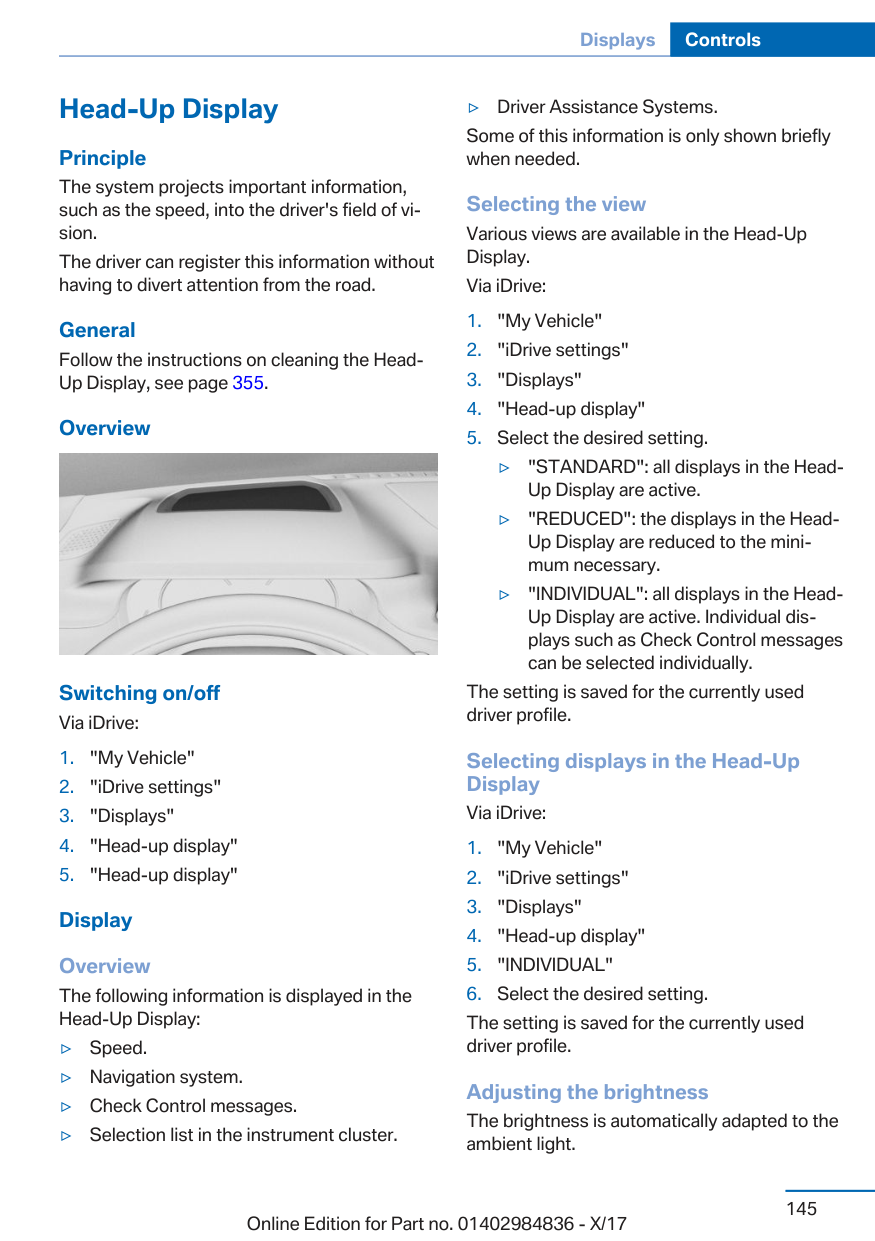 Displays Controls
Head-Up Display
Principle
The system projects important information,
such as the speed, into the driver's field of vi-
sion.
The driver can register this information without
having to divert attention from the road.
General
Follow the instructions on cleaning the Head-
Up Display, see page 355.
Overview
Switching on/off
Via iDrive:
1. "My Vehicle"
2. "iDrive settings"
3. "Displays"
4. "Head-up display"
5. "Head-up display"
Display
Overview
The following information is displayed in the
Head-Up Display:
▷ Speed.
▷ Navigation system.
▷ Check Control messages.
▷ Selection list in the instrument cluster.
▷ Driver Assistance Systems.
Some of this information is only shown briefly
when needed.
Selecting the view
Various views are available in the Head-Up
Display.
Via iDrive:
1. "My Vehicle"
2. "iDrive settings"
3. "Displays"
4. "Head-up display"
5. Select the desired setting.
▷ "STANDARD": all displays in the Head-
Up Display are active.
▷ "REDUCED": the displays in the Head-
Up Display are reduced to the mini-
mum necessary.
▷ "INDIVIDUAL": all displays in the Head-
Up Display are active. Individual dis-
plays such as Check Control messages
can be selected individually.
The setting is saved for the currently used
driver profile.
Selecting displays in the Head-Up
Display
Via iDrive:
1. "My Vehicle"
2. "iDrive settings"
3. "Displays"
4. "Head-up display"
5. "INDIVIDUAL"
6. Select the desired setting.
The setting is saved for the currently used
driver profile.
Adjusting the brightness
The brightness is automatically adapted to the
ambient light.
145
Online Edition for Part no. 01402984836 - X/17